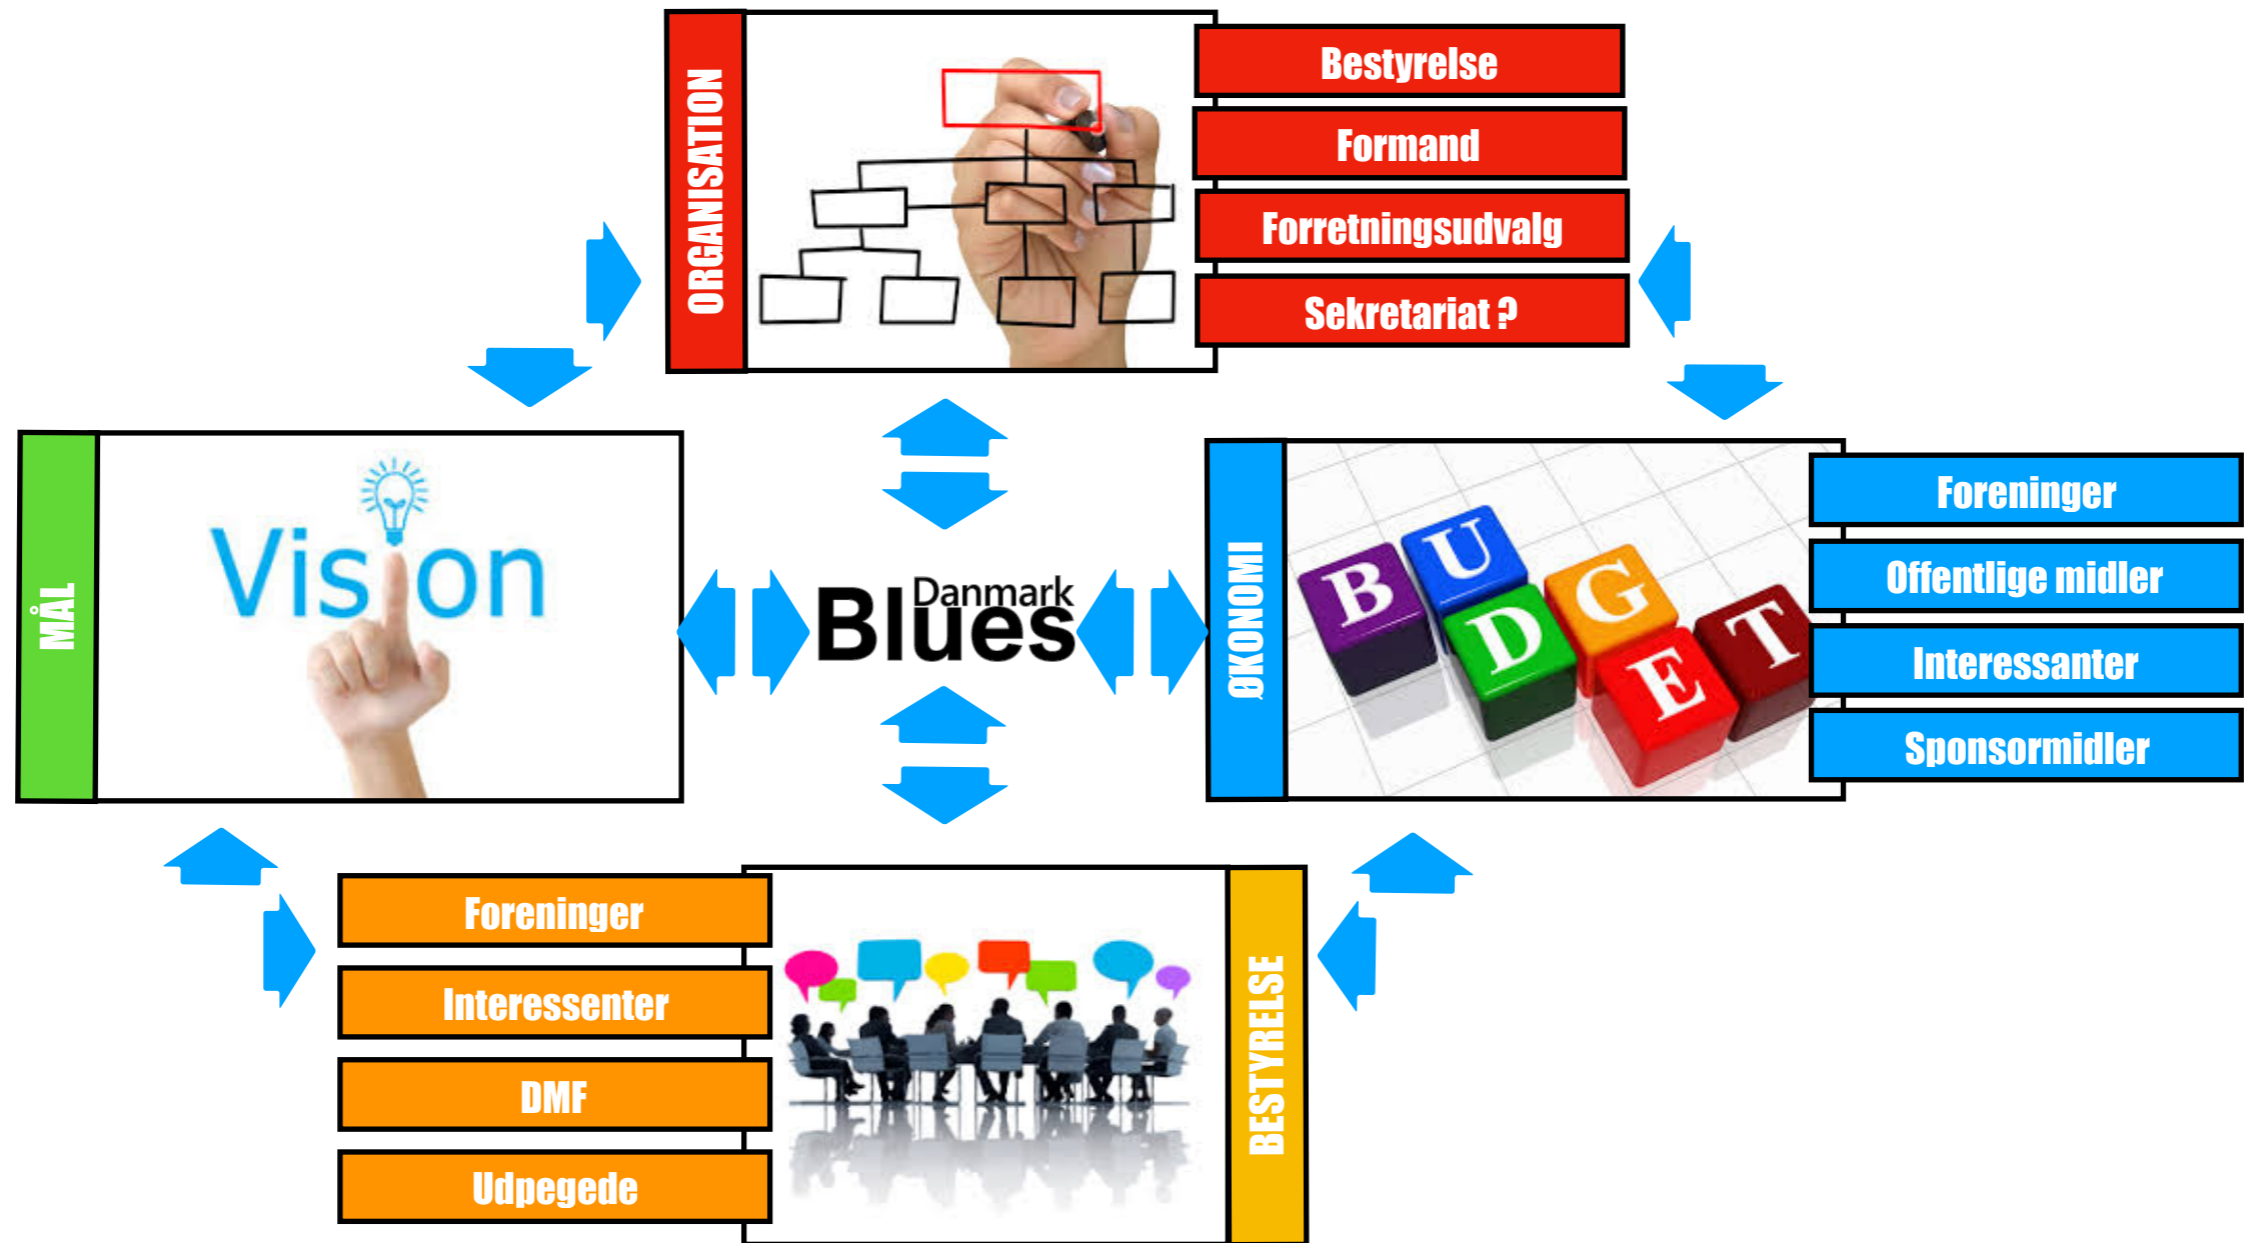 ORGANISATION
Bestyrelse
Formand
Forretningsudvalg
Sekretariat ?
MÅL
Vision
Danmark
Blues
ØKONOMI
BUDGET
Foreninger
Offentlige midler
Interessanter
Sponsormidler
Foreninger
Interessenter
DMF
Udpegede
BESTYRELSE